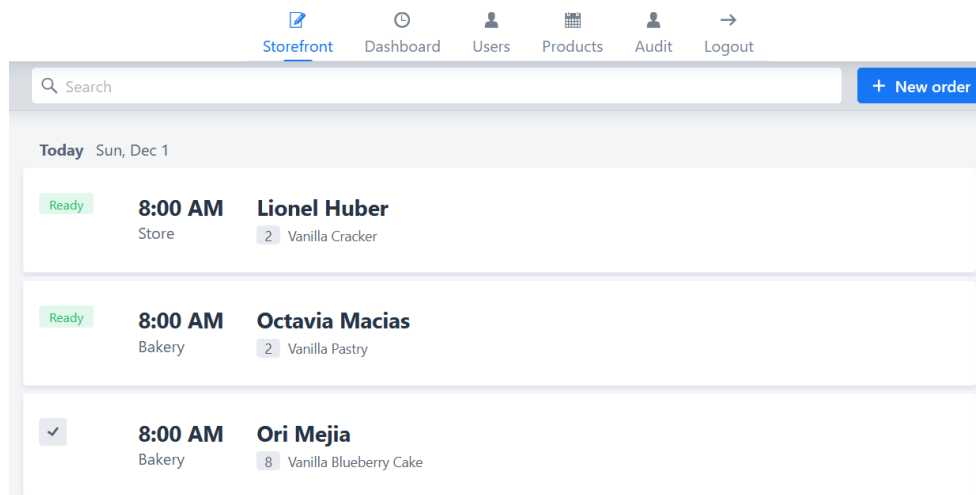 Storefront Dashboard Users Products Audit Logout
Search
+ New order
Today Sun, Dec 1
Ready
8:00 AM
Store
Lionel Huber
2 Vanilla Cracker
Ready
8:00 AM
Bakery
Octavia Macias
2 Vanilla Pastry
8:00 AM
Bakery
Ori Mejia
8 Vanilla Blueberry Cake